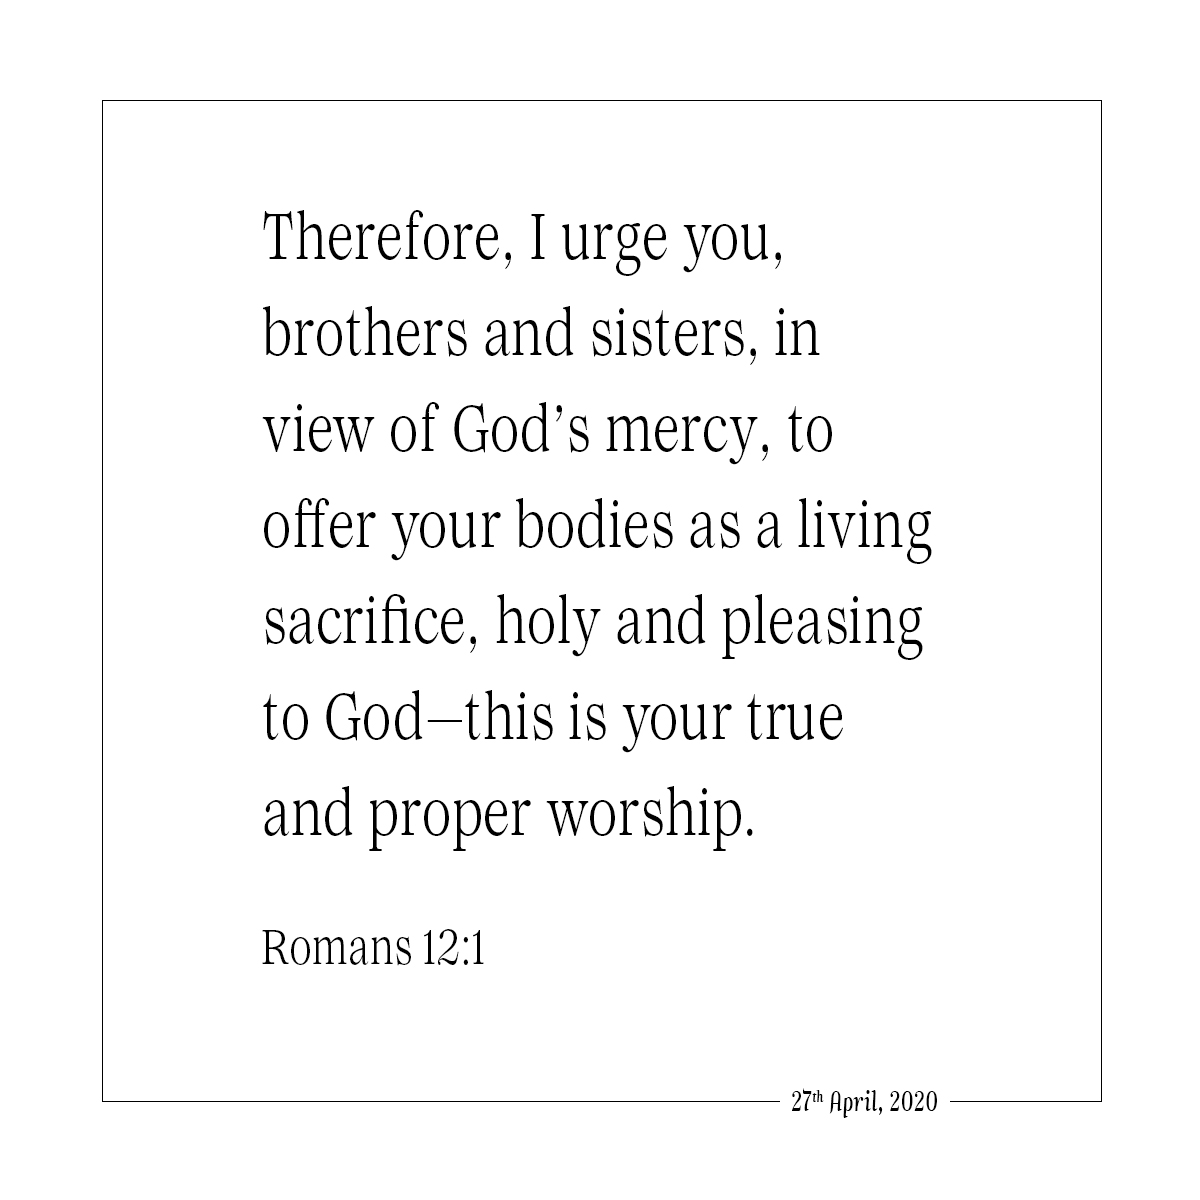 Therefore, I urge you,
brothers and sisters, in
view of God’s mercy, to
offer your bodies as a living
sacrifice, holy and pleasing
to God—this is your true
and proper worship.
Romans 12:1
27th April, 2020